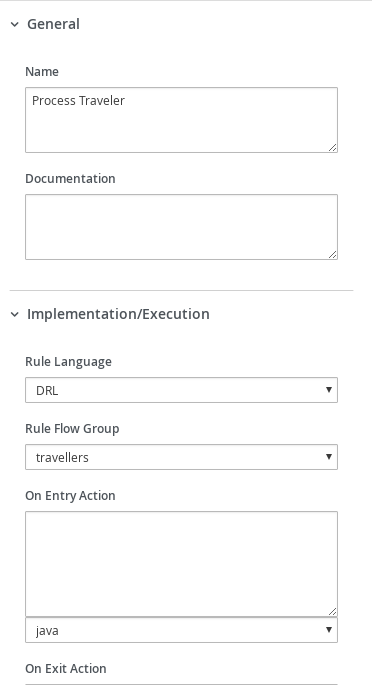 General
Name
Process Traveler
Documentation
Implementation/Execution
Rule Language
DRL
Rule Flow Group
travellers
On Entry Action
java
On Exit Action